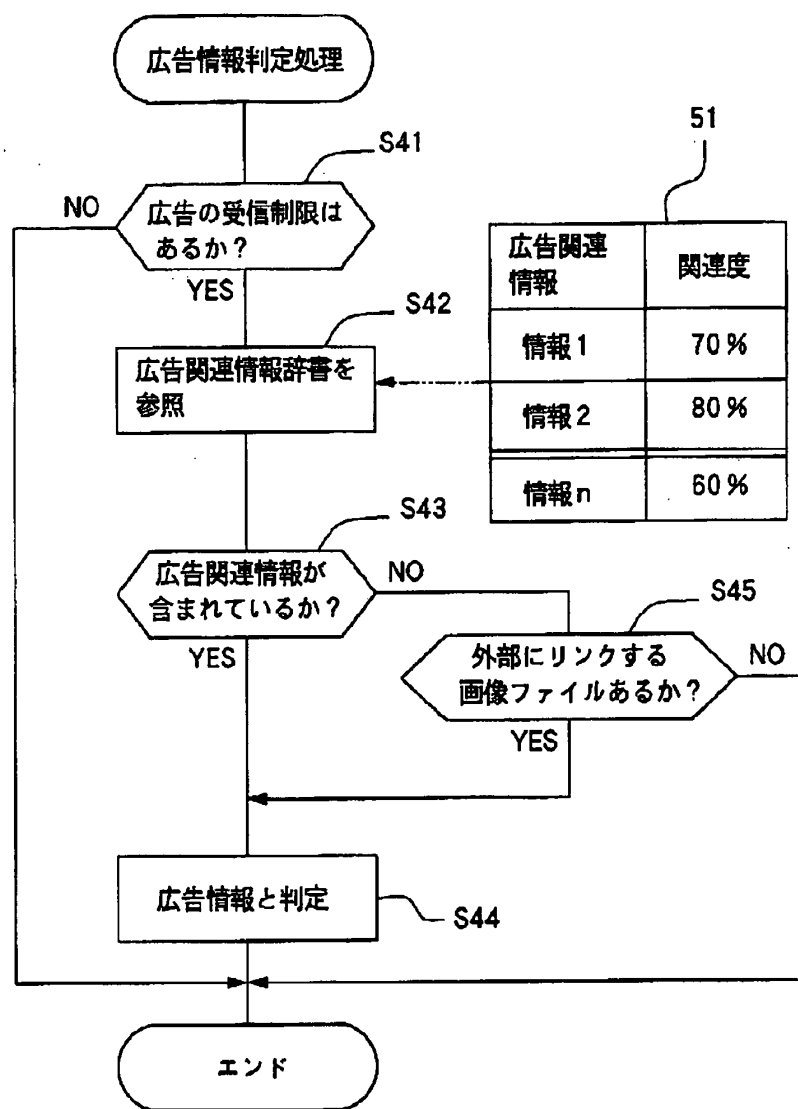 広告情報判定処理
S41
NO
広告の受信制限は
あるか？
YES
51
広告関連
情報
関連度
情報1
70%
情報2
80%
情報n
60%
S42
広告関連情報辞書を
参照
S43
広告関連情報が
含まれているか？
NO
YES
S45
外部にリンクする
画像ファイルあるか？
NO
YES
広告情報と判定
S44
エンド